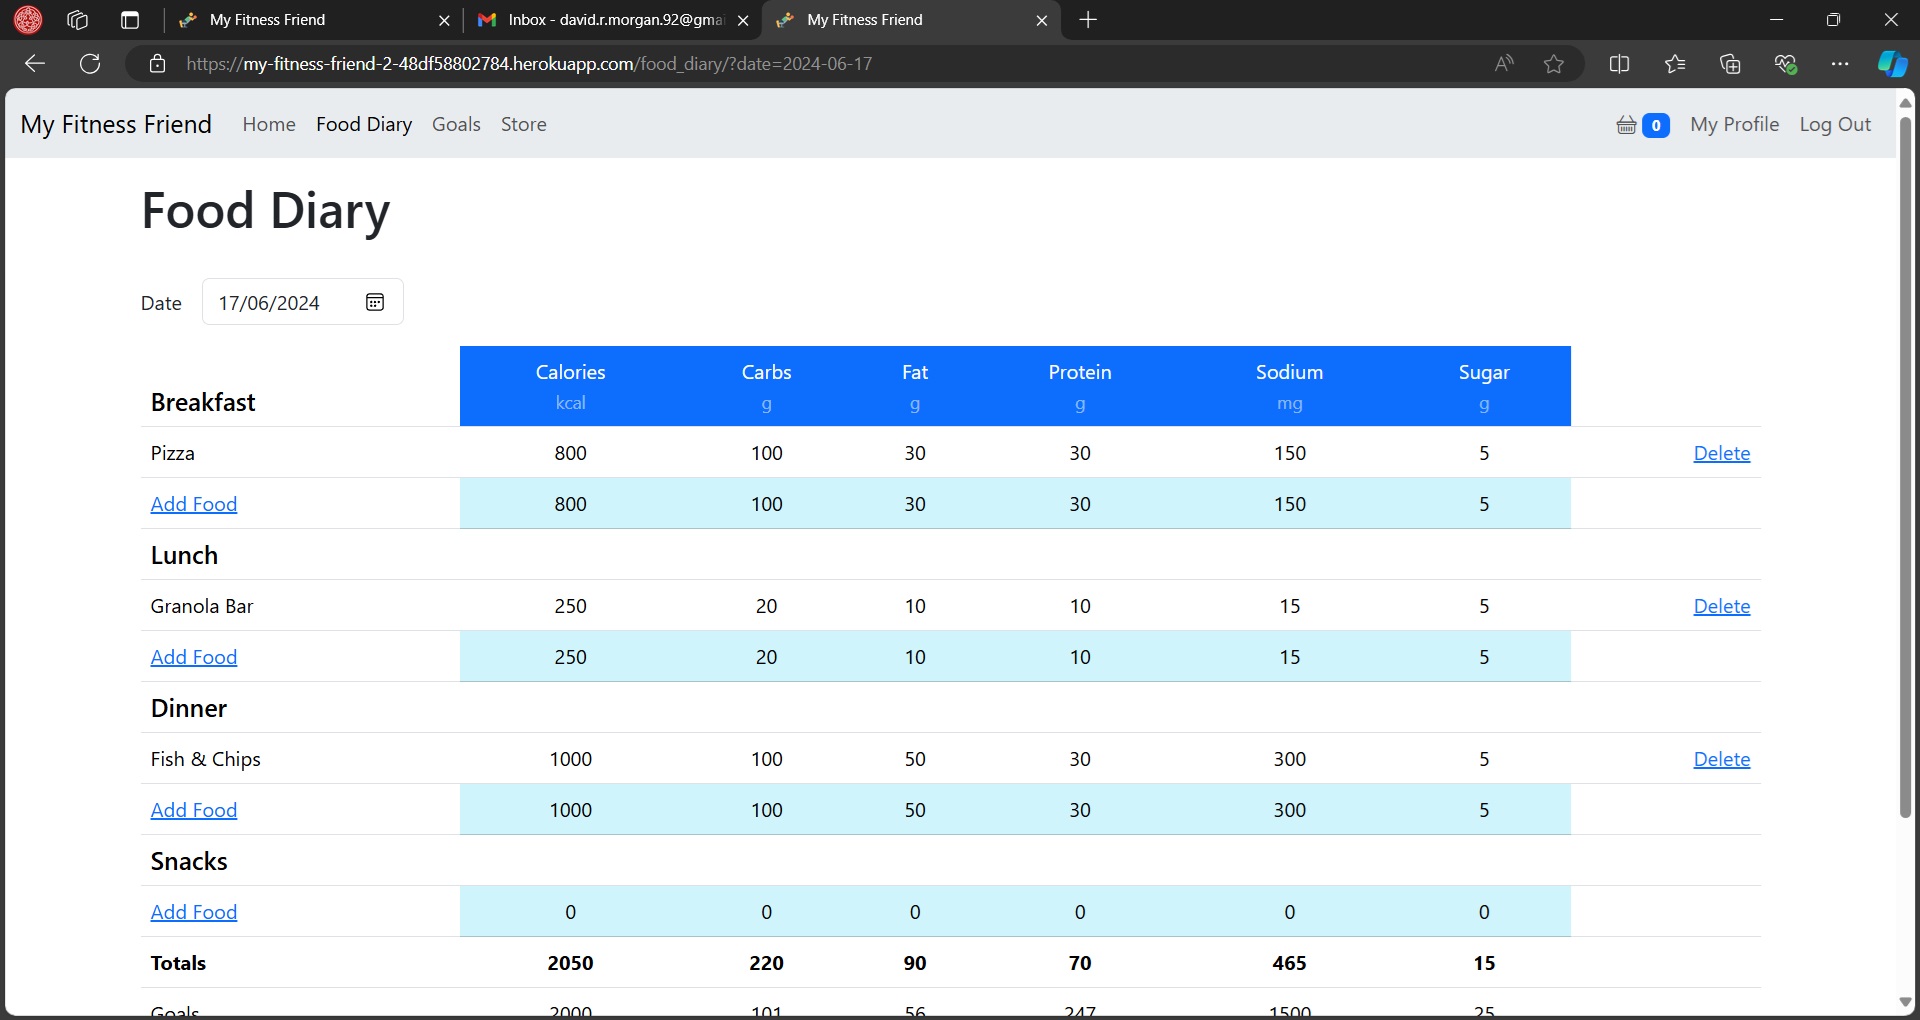 My Fitness Friend
Inbox - david.r.morgan.92@gmai
My Fitness Friend
https://my-fitness-friend-2-48df58802784.herokuapp.com/food_diary/?date=2024-06-17
My Fitness Friend Home Food Diary Goals Store 0 My Profile Log Out
Food Diary
Date 17/06/2024
Calories Carbs Fat Protein Sodium Sugar
Breakfast kcal g g g mg g
Pizza 800 100 30 30 150 5 Delete
Add Food 800 100 30 30 150 5
Lunch
Granola Bar 250 20 10 10 15 5 Delete
Add Food 250 20 10 10 15 5
Dinner
Fish & Chips 1000 100 50 30 300 5 Delete
Add Food 1000 100 50 30 300 5
Snacks
Add Food 0 0 0 0 0 0
Totals 2050 220 90 70 465 15
Goals 2000 101 56 247 1500 25